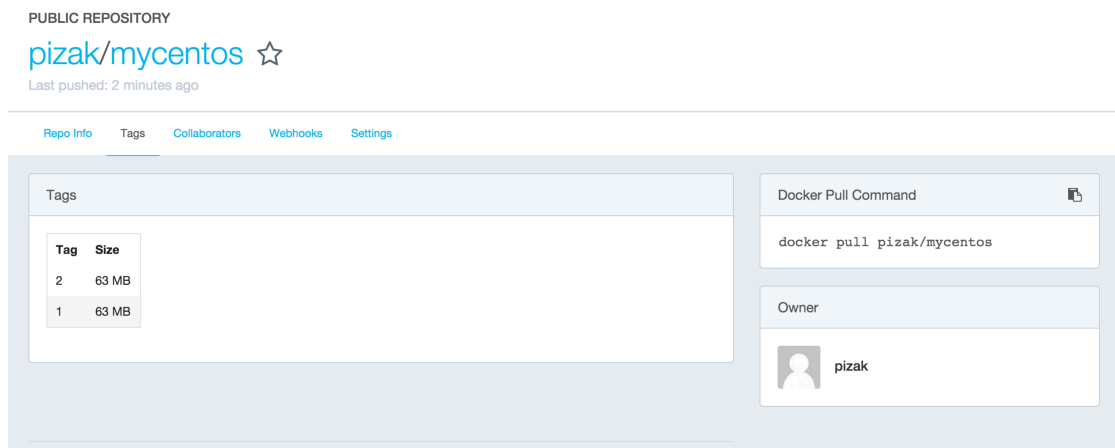 PUBLIC REPOSITORY
pizak/mycentos
Last pushed: 2 minutes ago
Repo Info Tags Collaborators Webhooks Settings
Tags
Tag Size
2 63 MB
1 63 MB
Docker Pull Command
docker pull pizak/mycentos
Owner
pizak